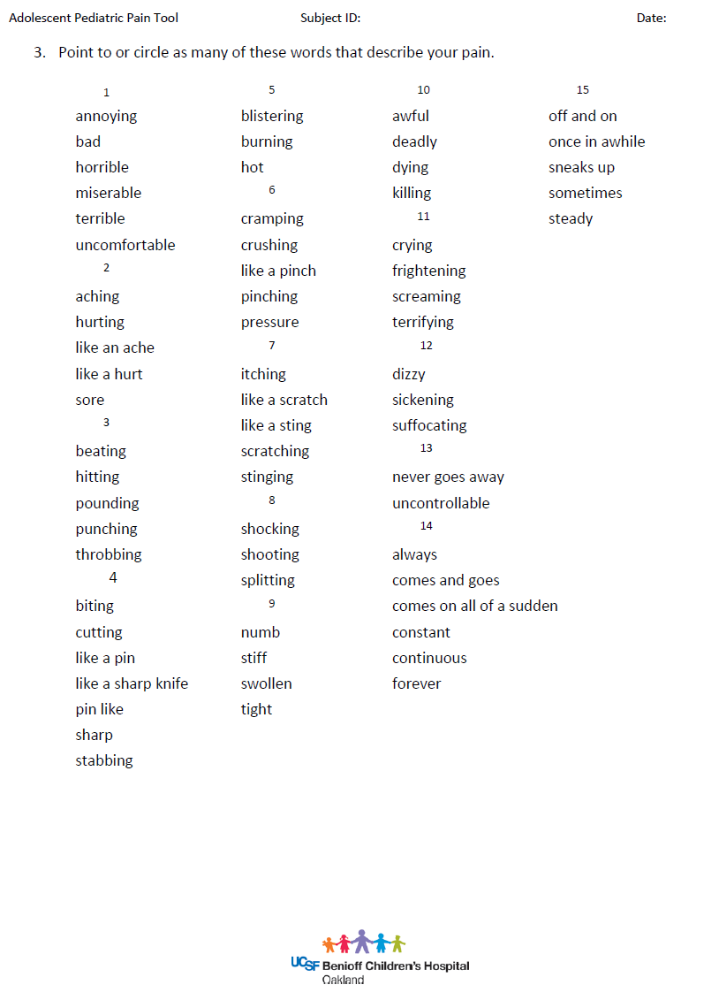 Adolescent Pediatric Pain Tool Subject ID: Date:
3. Point to or circle as many of these words that describe your pain.
1
annoying
bad
horrible
miserable
terrible
uncomfortable
2
aching
hurting
like an ache
like a hurt
sore
3
beating
hitting
pounding
punching
throbbing
4
biting
cutting
like a pin
like a sharp knife
pin like
sharp
stabbing
5
blistering
burning
hot
6
cramping
crushing
like a pinch
pinching
pressure
7
itching
like a scratch
like a sting
scratching
stinging
8
shocking
shooting
splitting
9
numb
stiff
swollen
tight
10
awful
deadly
dying
killing
11
crying
frightening
screaming
terrifying
12
dizzy
sickening
suffocating
13
never goes away
uncontrollable
14
always
comes and goes
comes on all of a sudden
constant
continuous
forever
15
off and on
once in awhile
sneaks up
sometimes
steady
UCSF Benioff Children's Hospital
Oakland